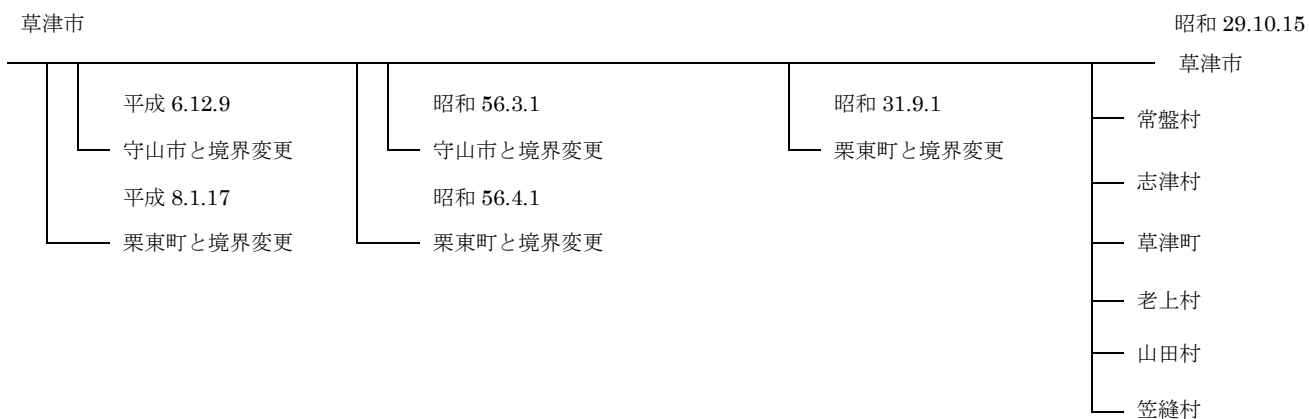 草津市
昭和 29.10.15
草津市
平成 6.12.9
守山市と境界変更
平成 8.1.17
栗東町と境界変更
昭和 56.3.1
守山市と境界変更
昭和 56.4.1
栗東町と境界変更
昭和 31.9.1
栗東町と境界変更
常盤村
志津村
草津町
老上村
山田村
笠縫村